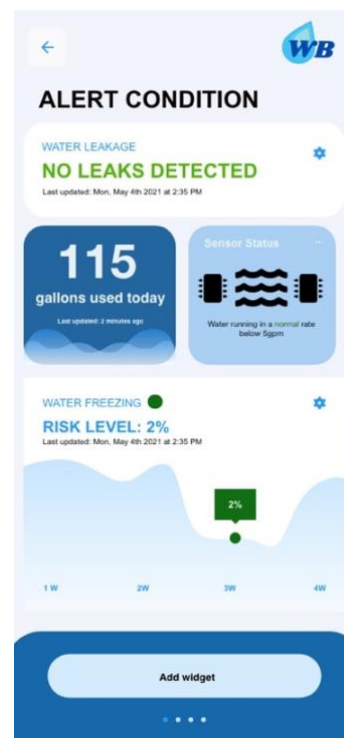 WB
ALERT CONDITION
WATER LEAKAGE
NO LEAKS DETECTED
Last updated: Mon, May 4th 2021 at 2:35 PM
115
gallons used today
Last updated: 2 minutes ago
Sensor Status
Water running in a normal rate
below 5gpm
WATER FREEZING
RISK LEVEL: 2%
Last updated: Mon, May 4th 2021 at 2:35 PM
2%
1 W 2W 3W 4W
Add widget